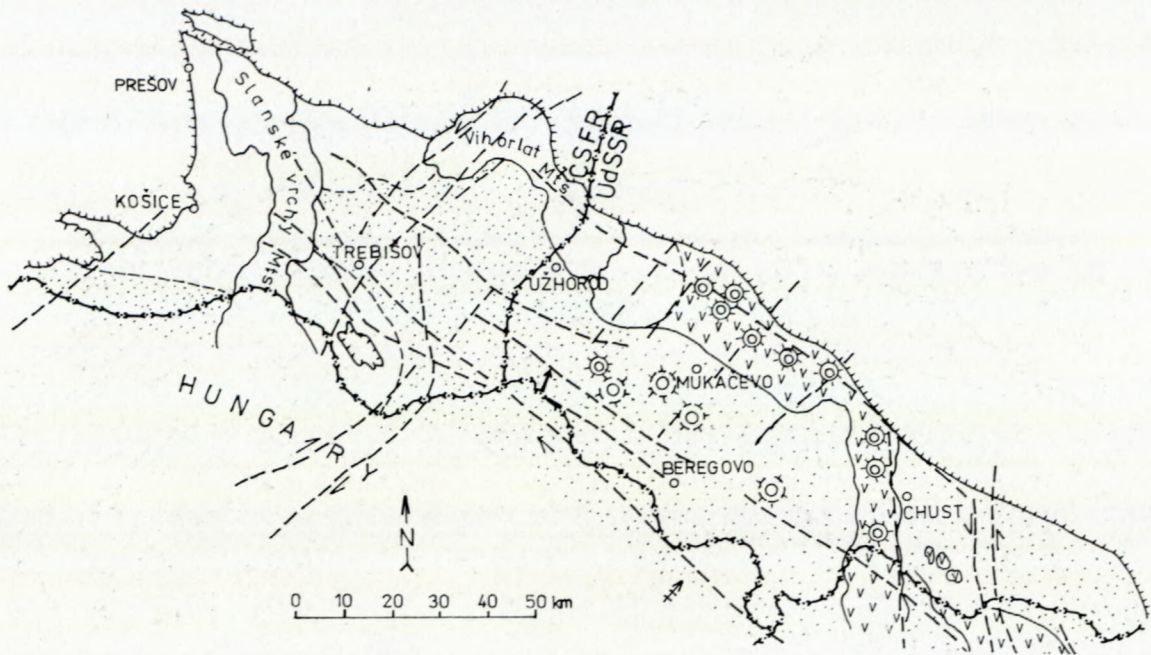 PREŠOV
Slanské vrchy Mts.
Vihorlat Mts.
ČSFR
UdSSR
KOŠICE
TREBIŠOV
UZHOROD
MUKAČEVO
HUNGARY
BEREGOVO
CHUST
N
0 10 20 30 40 50 km